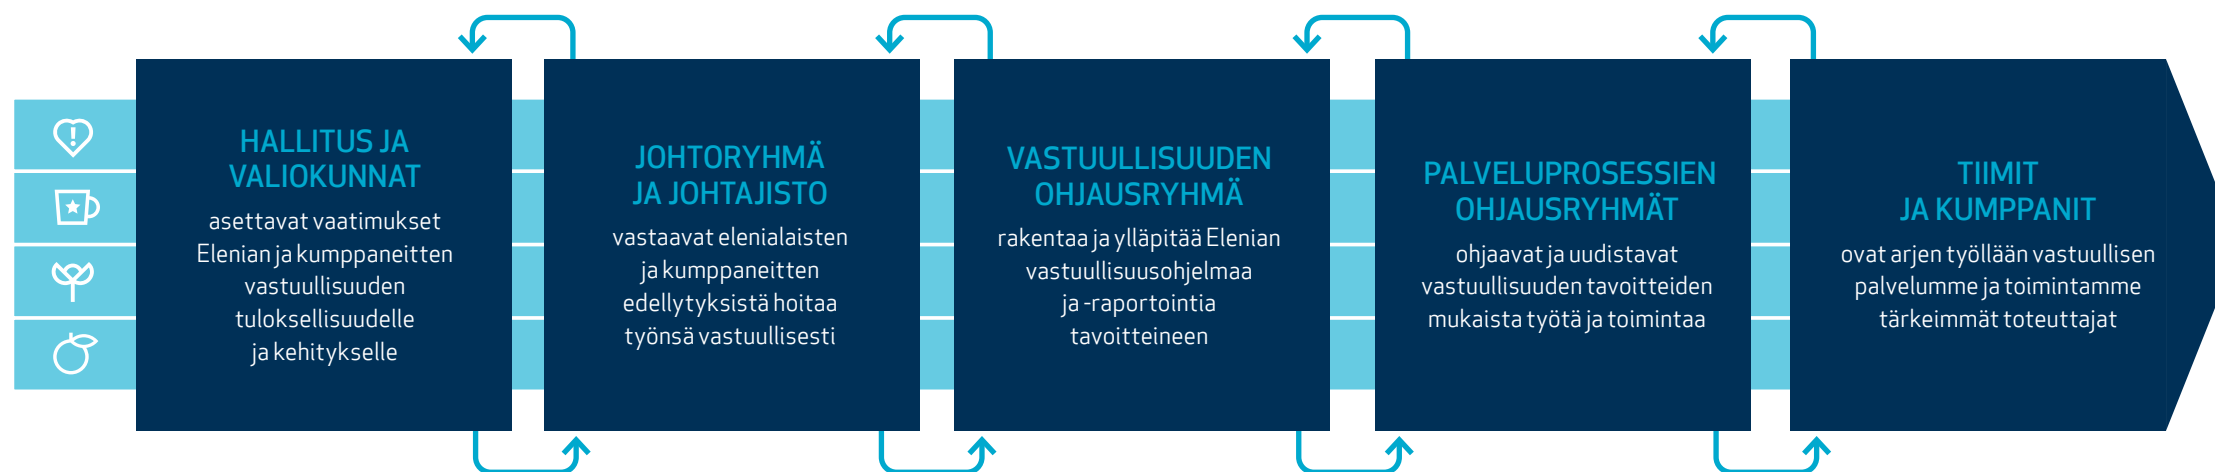 HALLITUS JA
VALIOKUNNAT
asettavat vaatimukset
Elenian ja kumppaneitten
vastuullisuuden
tuloksellisuudelle
ja kehitykselle
JOHTORYHMÄ
JA JOHTAJISTO
vastaavat elenialaisten
ja kumppaneitten
edellytyksistä hoitaa
työnsä vastuullisesti
VASTUULLISUUDEN
OHJAUSRYHMÄ
rakentaa ja ylläpitää Elenian
vastuullisuusohjelmaa
ja -raportointia
tavoitteineen
PALVELUPROSESSIEN
OHJAUSRYHMÄT
ohjaavat ja uudistavat
vastuullisuuden tavoitteiden
mukaista työtä ja toimintaa
TIIMIT
JA KUMPPANIT
ovat arjen työllään vastuullisen
palvelumme ja toimintamme
tärkeimmät toteuttajat